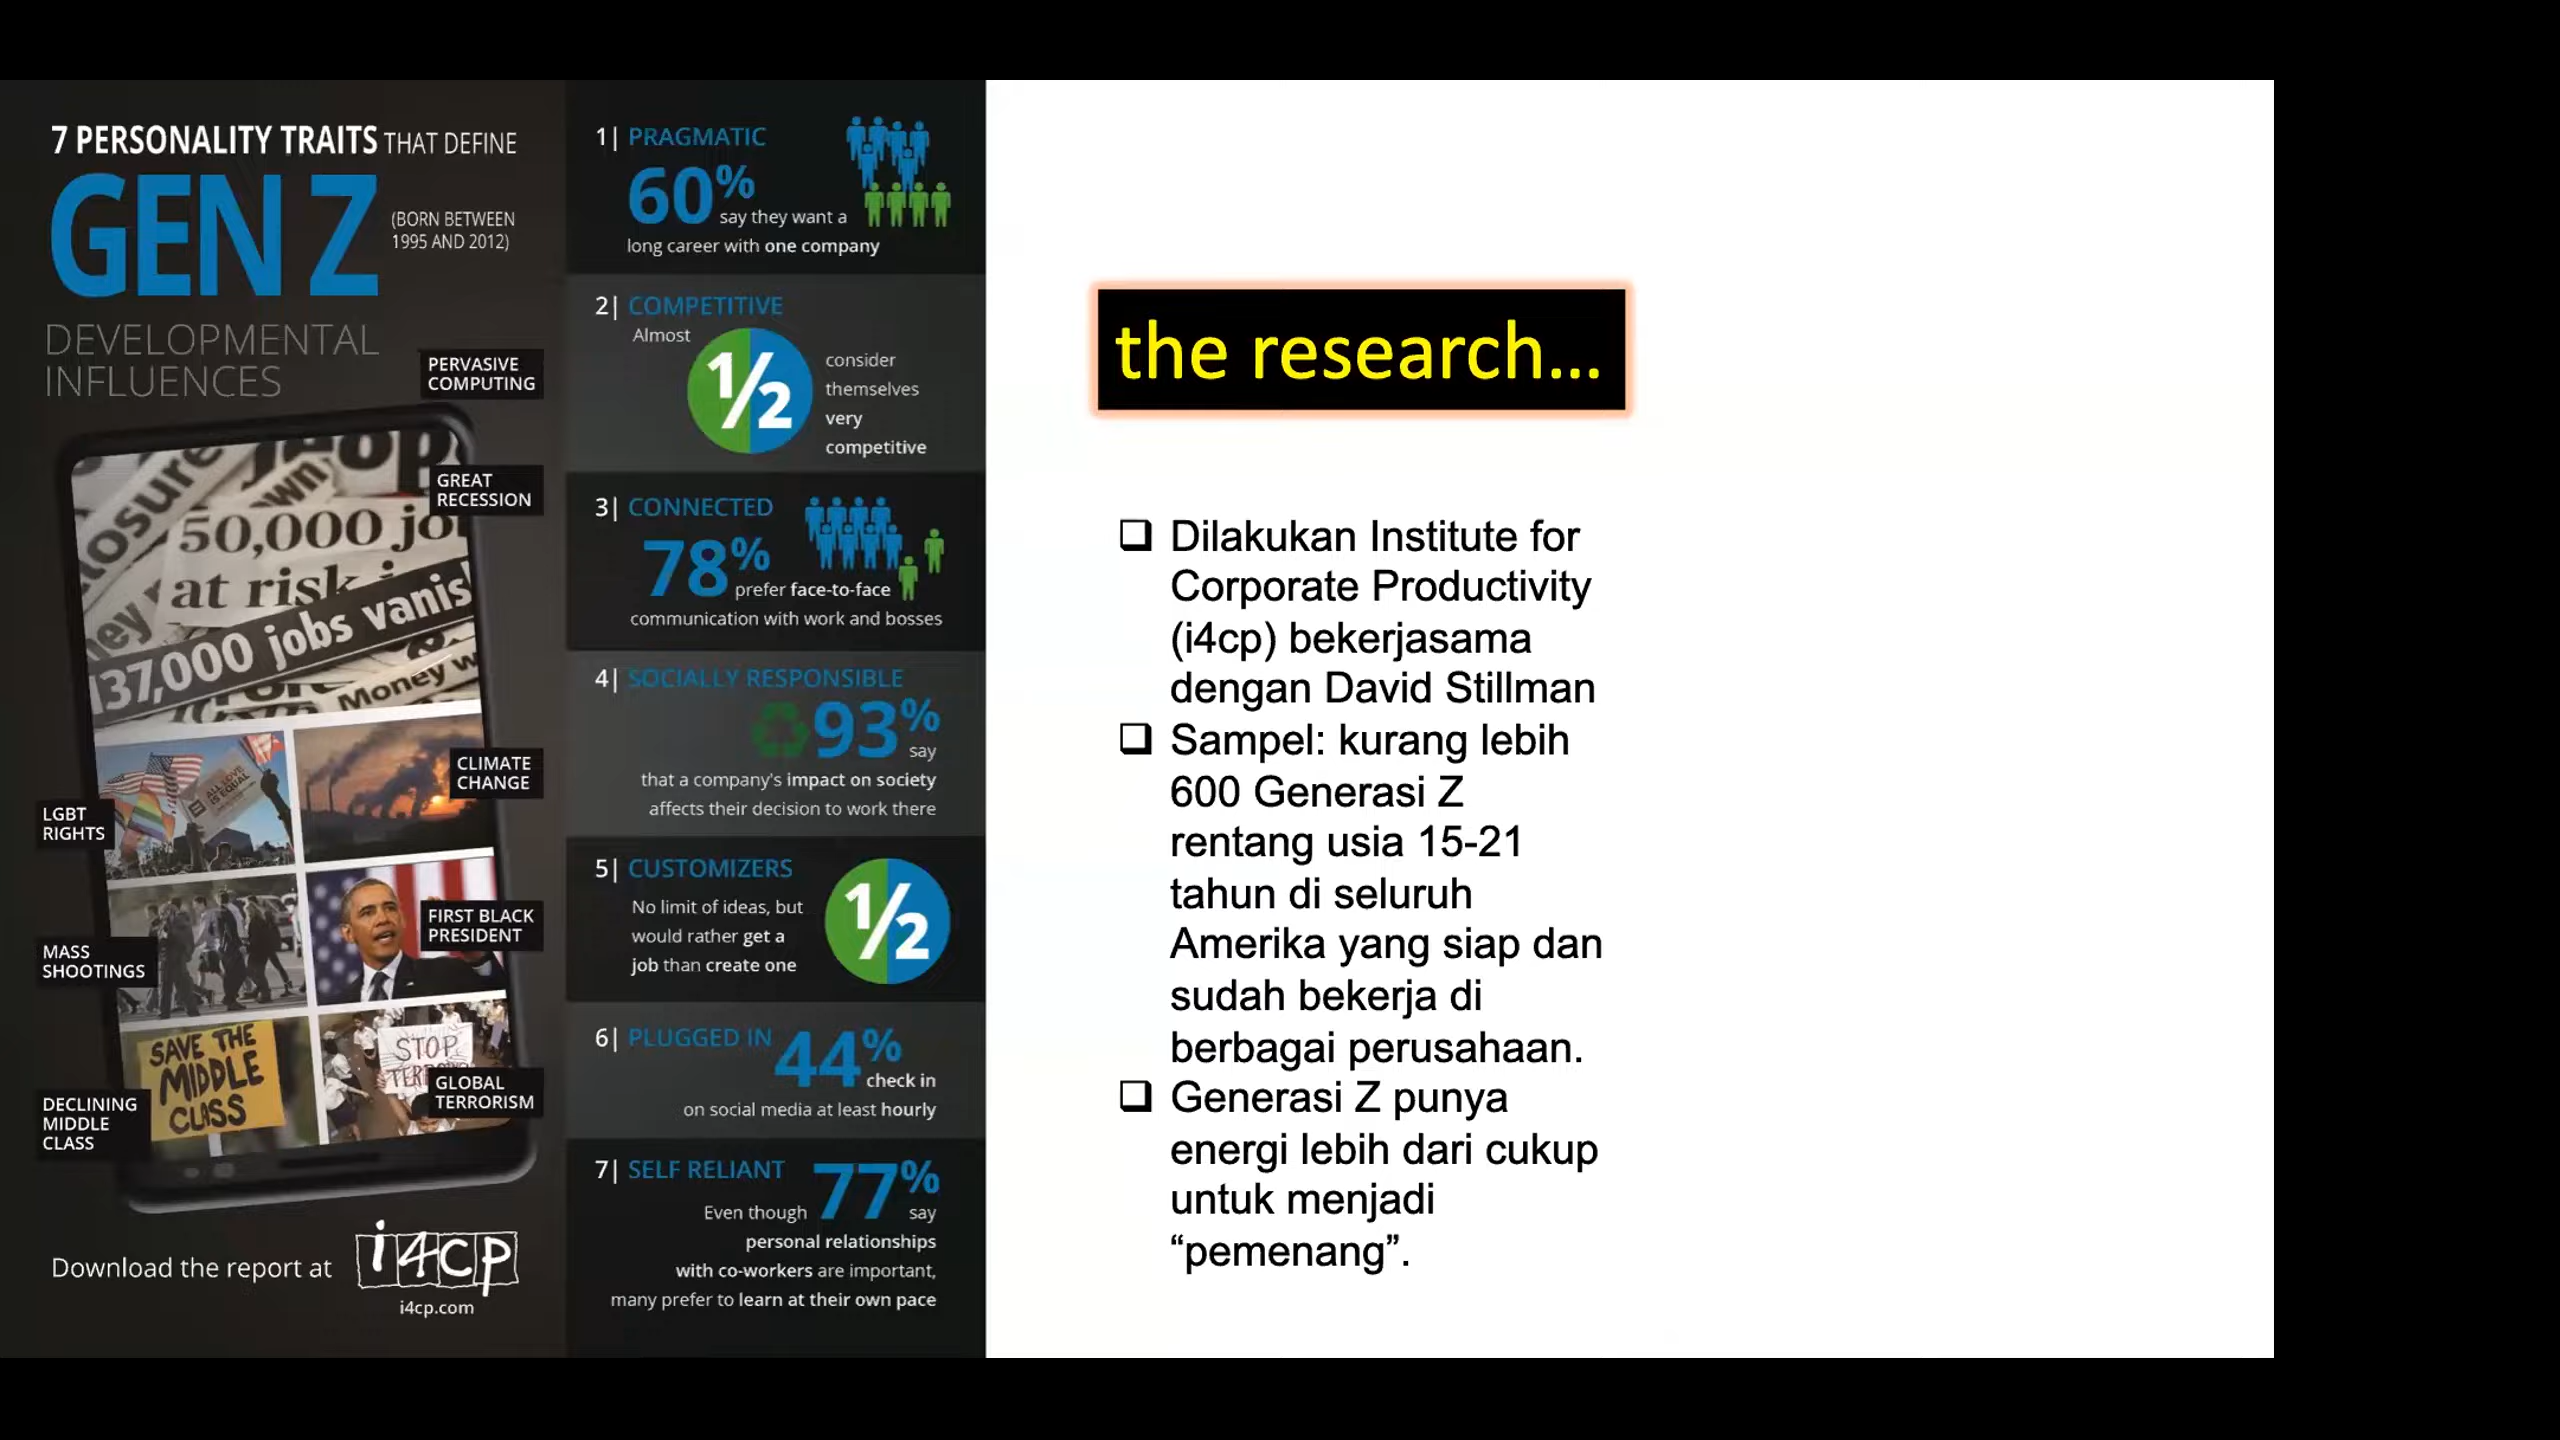 7 PERSONALITY TRAITS THAT DEFINE
GEN Z
(BORN BETWEEN
1995 AND 2012)
DEVELOPMENTAL
INFLUENCES
PERVASIVE
COMPUTING
GREAT
RECESSION
50,000
at risk
137,000 jobs vanis
Money
CLIMATE
CHANGE
LGBT
RIGHTS
ALL LOVE
IS EQUAL
FIRST BLACK
PRESIDENT
MASS
SHOOTINGS
SAVE THE
MIDDLE
CLASS
STOP
GLOBAL
TERRORISM
DECLINING
MIDDLE
CLASS
Download the report at
i4cp
i4cp.com
1| PRAGMATIC
60%
say they want a
long career with one company
2| COMPETITIVE
Almost
1/2
consider
themselves
very
competitive
3| CONNECTED
78%
prefer face-to-face
communication with work and bosses
4| SOCIALLY RESPONSIBLE
93%
say
that a company's impact on society
affects their decision to work there
5| CUSTOMIZERS
No limit of ideas, but
would rather get a
job than create one
1/2
6| PLUGGED IN
44%
check in
on social media at least hourly
7| SELF RELIANT
77%
Even though say
personal relationships
with co-workers are important,
many prefer to learn at their own pace
the research...
❑ Dilakukan Institute for
Corporate Productivity
(i4cp) bekerjasama
dengan David Stillman
❑ Sampel: kurang lebih
600 Generasi Z
rentang usia 15-21
tahun di seluruh
Amerika yang siap dan
sudah bekerja di
berbagai perusahaan.
❑ Generasi Z punya
energi lebih dari cukup
untuk menjadi
“pemenang”.